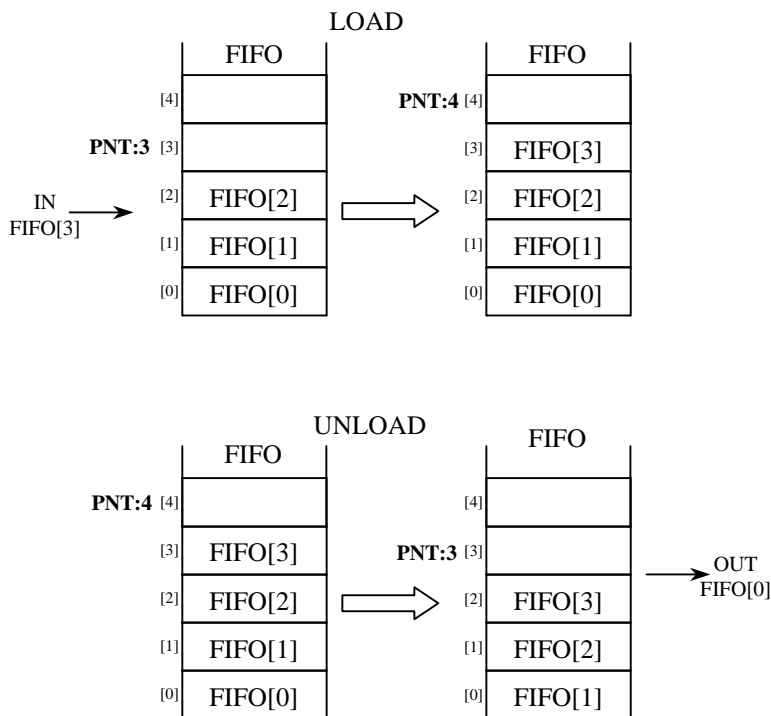 LOAD
FIFO FIFO
[4] PNT:4 [4]
PNT:3 [3] [3] FIFO[3]
IN [2] FIFO[2] [2] FIFO[2]
FIFO[3] [1] FIFO[1] [1] FIFO[1]
[0] FIFO[0] [0] FIFO[0]
UNLOAD
FIFO FIFO
PNT:4 [4] [4]
[3] FIFO[3] PNT:3 [3] OUT
[2] FIFO[2] [2] FIFO[3] FIFO[0]
[1] FIFO[1] [1] FIFO[2]
[0] FIFO[0] [0] FIFO[1]